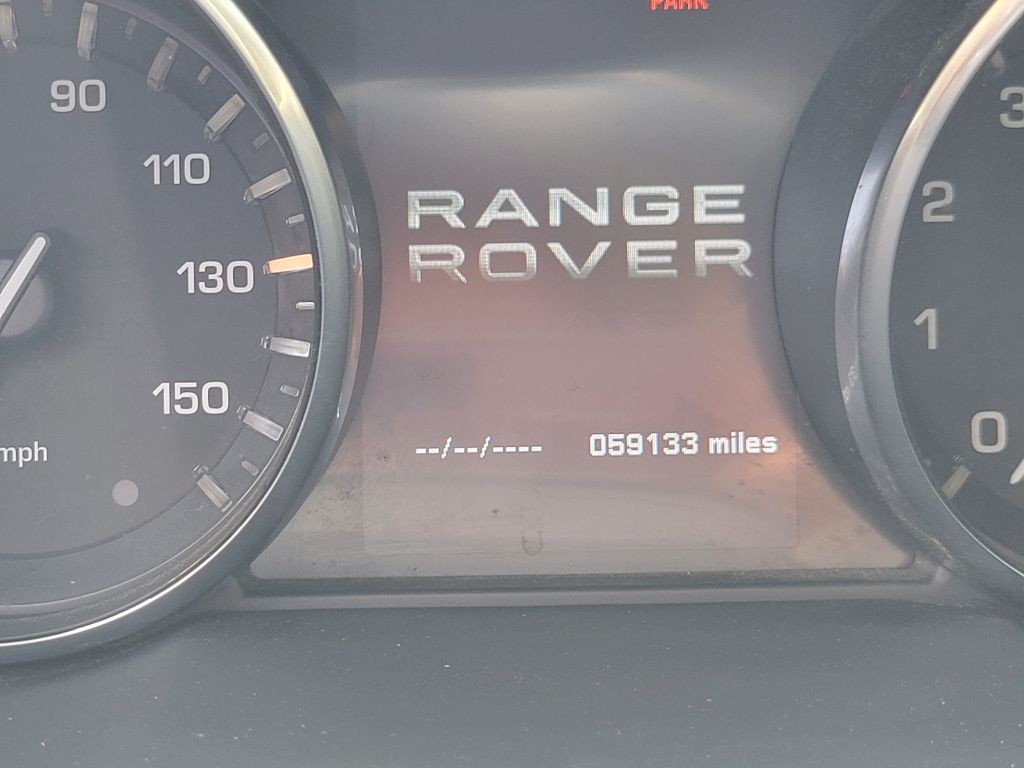 PARK
90
110
130
150
mph
RANGE
ROVER
--/--/----
059133 miles
3
2
1
0